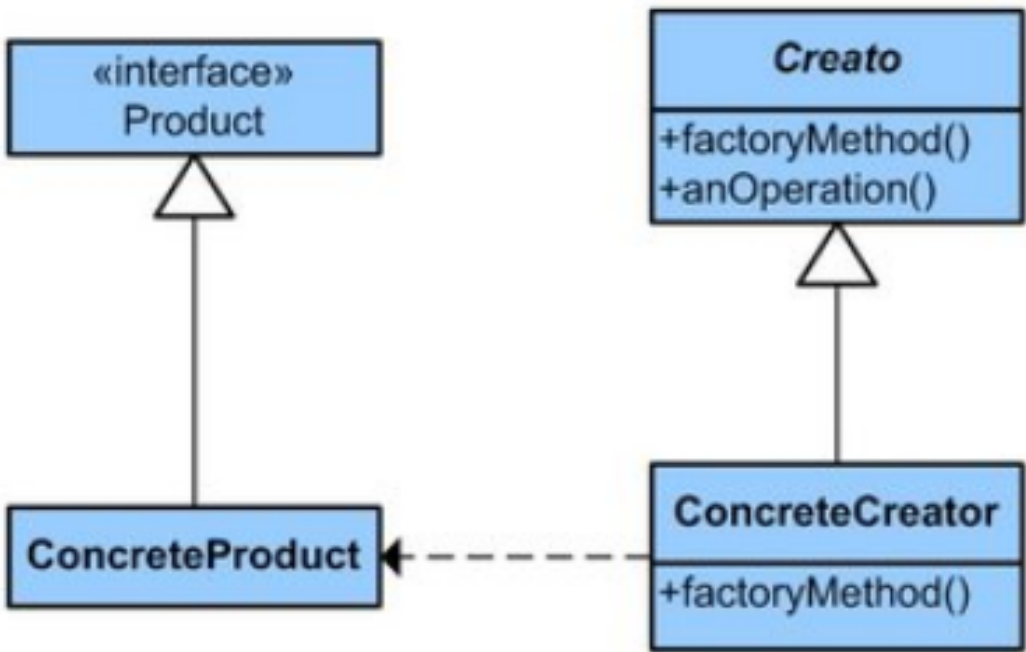 «interface»
Product
Creato
+factoryMethod()
+anOperation()
ConcreteProduct
ConcreteCreator
+factoryMethod()